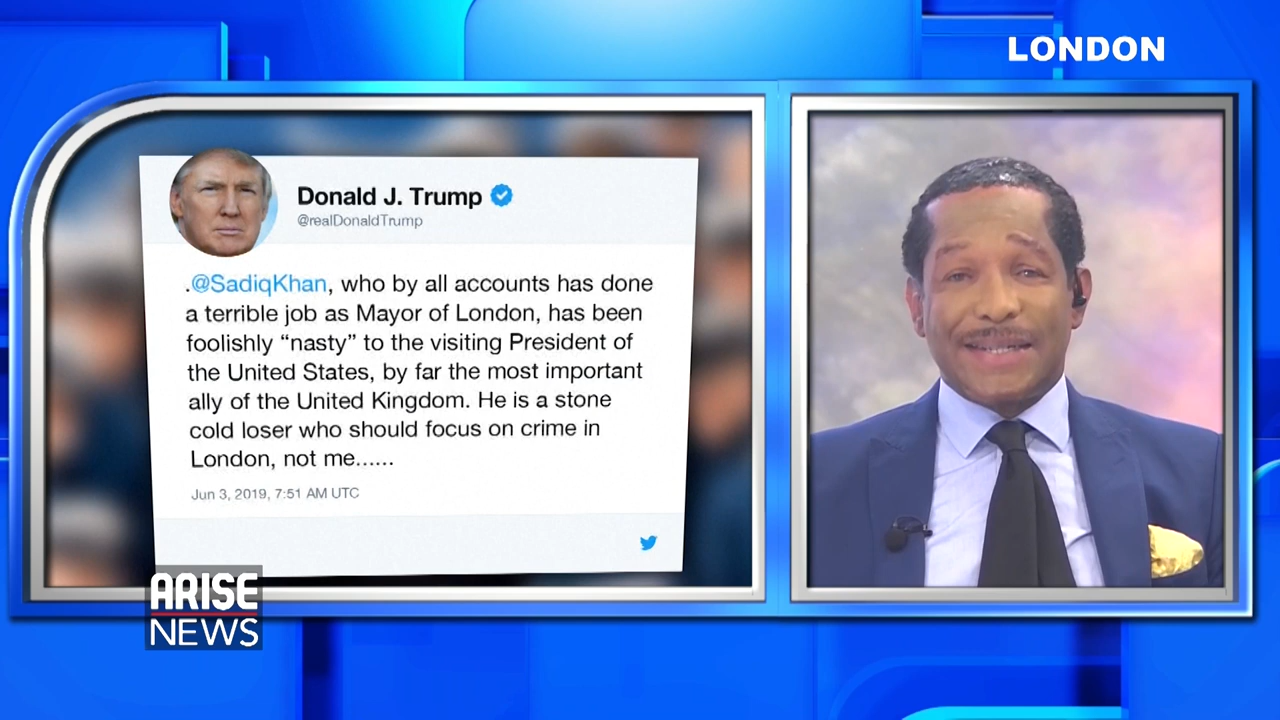 LONDON
Donald J. Trump
@realDonaldTrump
.@SadiqKhan, who by all accounts has done
a terrible job as Mayor of London, has been
foolishly “nasty” to the visiting President of
the United States, by far the most important
ally of the United Kingdom. He is a stone
cold loser who should focus on crime in
London, not me......
Jun 3, 2019, 7:51 AM UTC
ARISE
NEWS